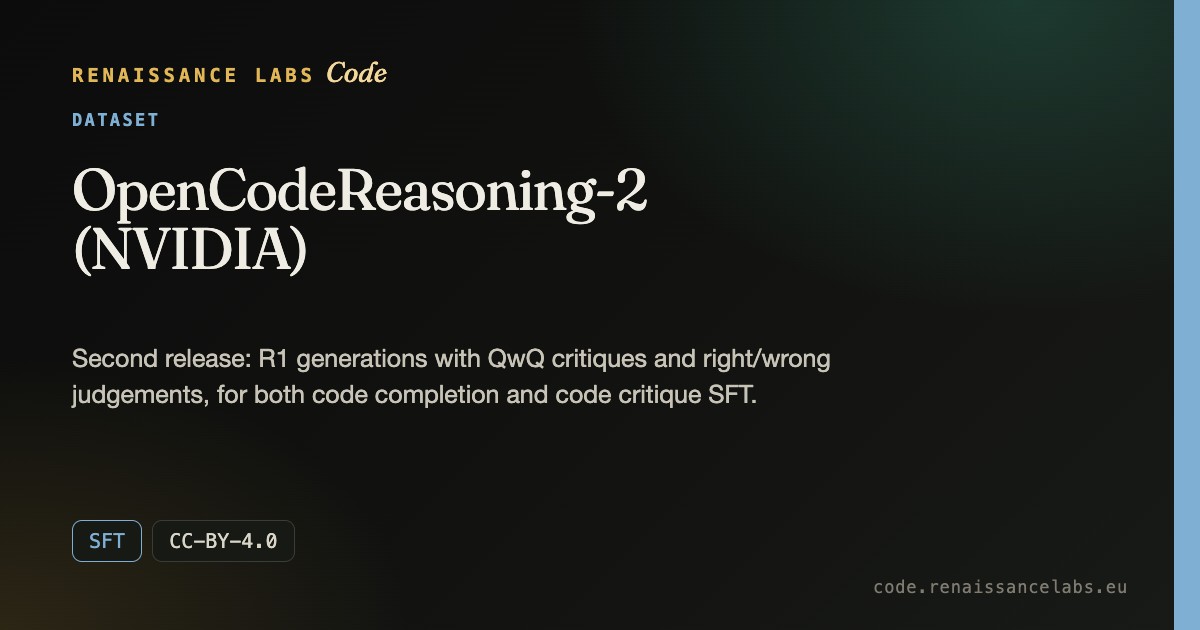 RENAISSANCE LABS Code
DATASET
OpenCodeReasoning-2
(NVIDIA)
Second release: R1 generations with QwQ critiques and right/wrong
judgements, for both code completion and code critique SFT.
SFT CC-BY-4.0
code.renaissancelabs.eu